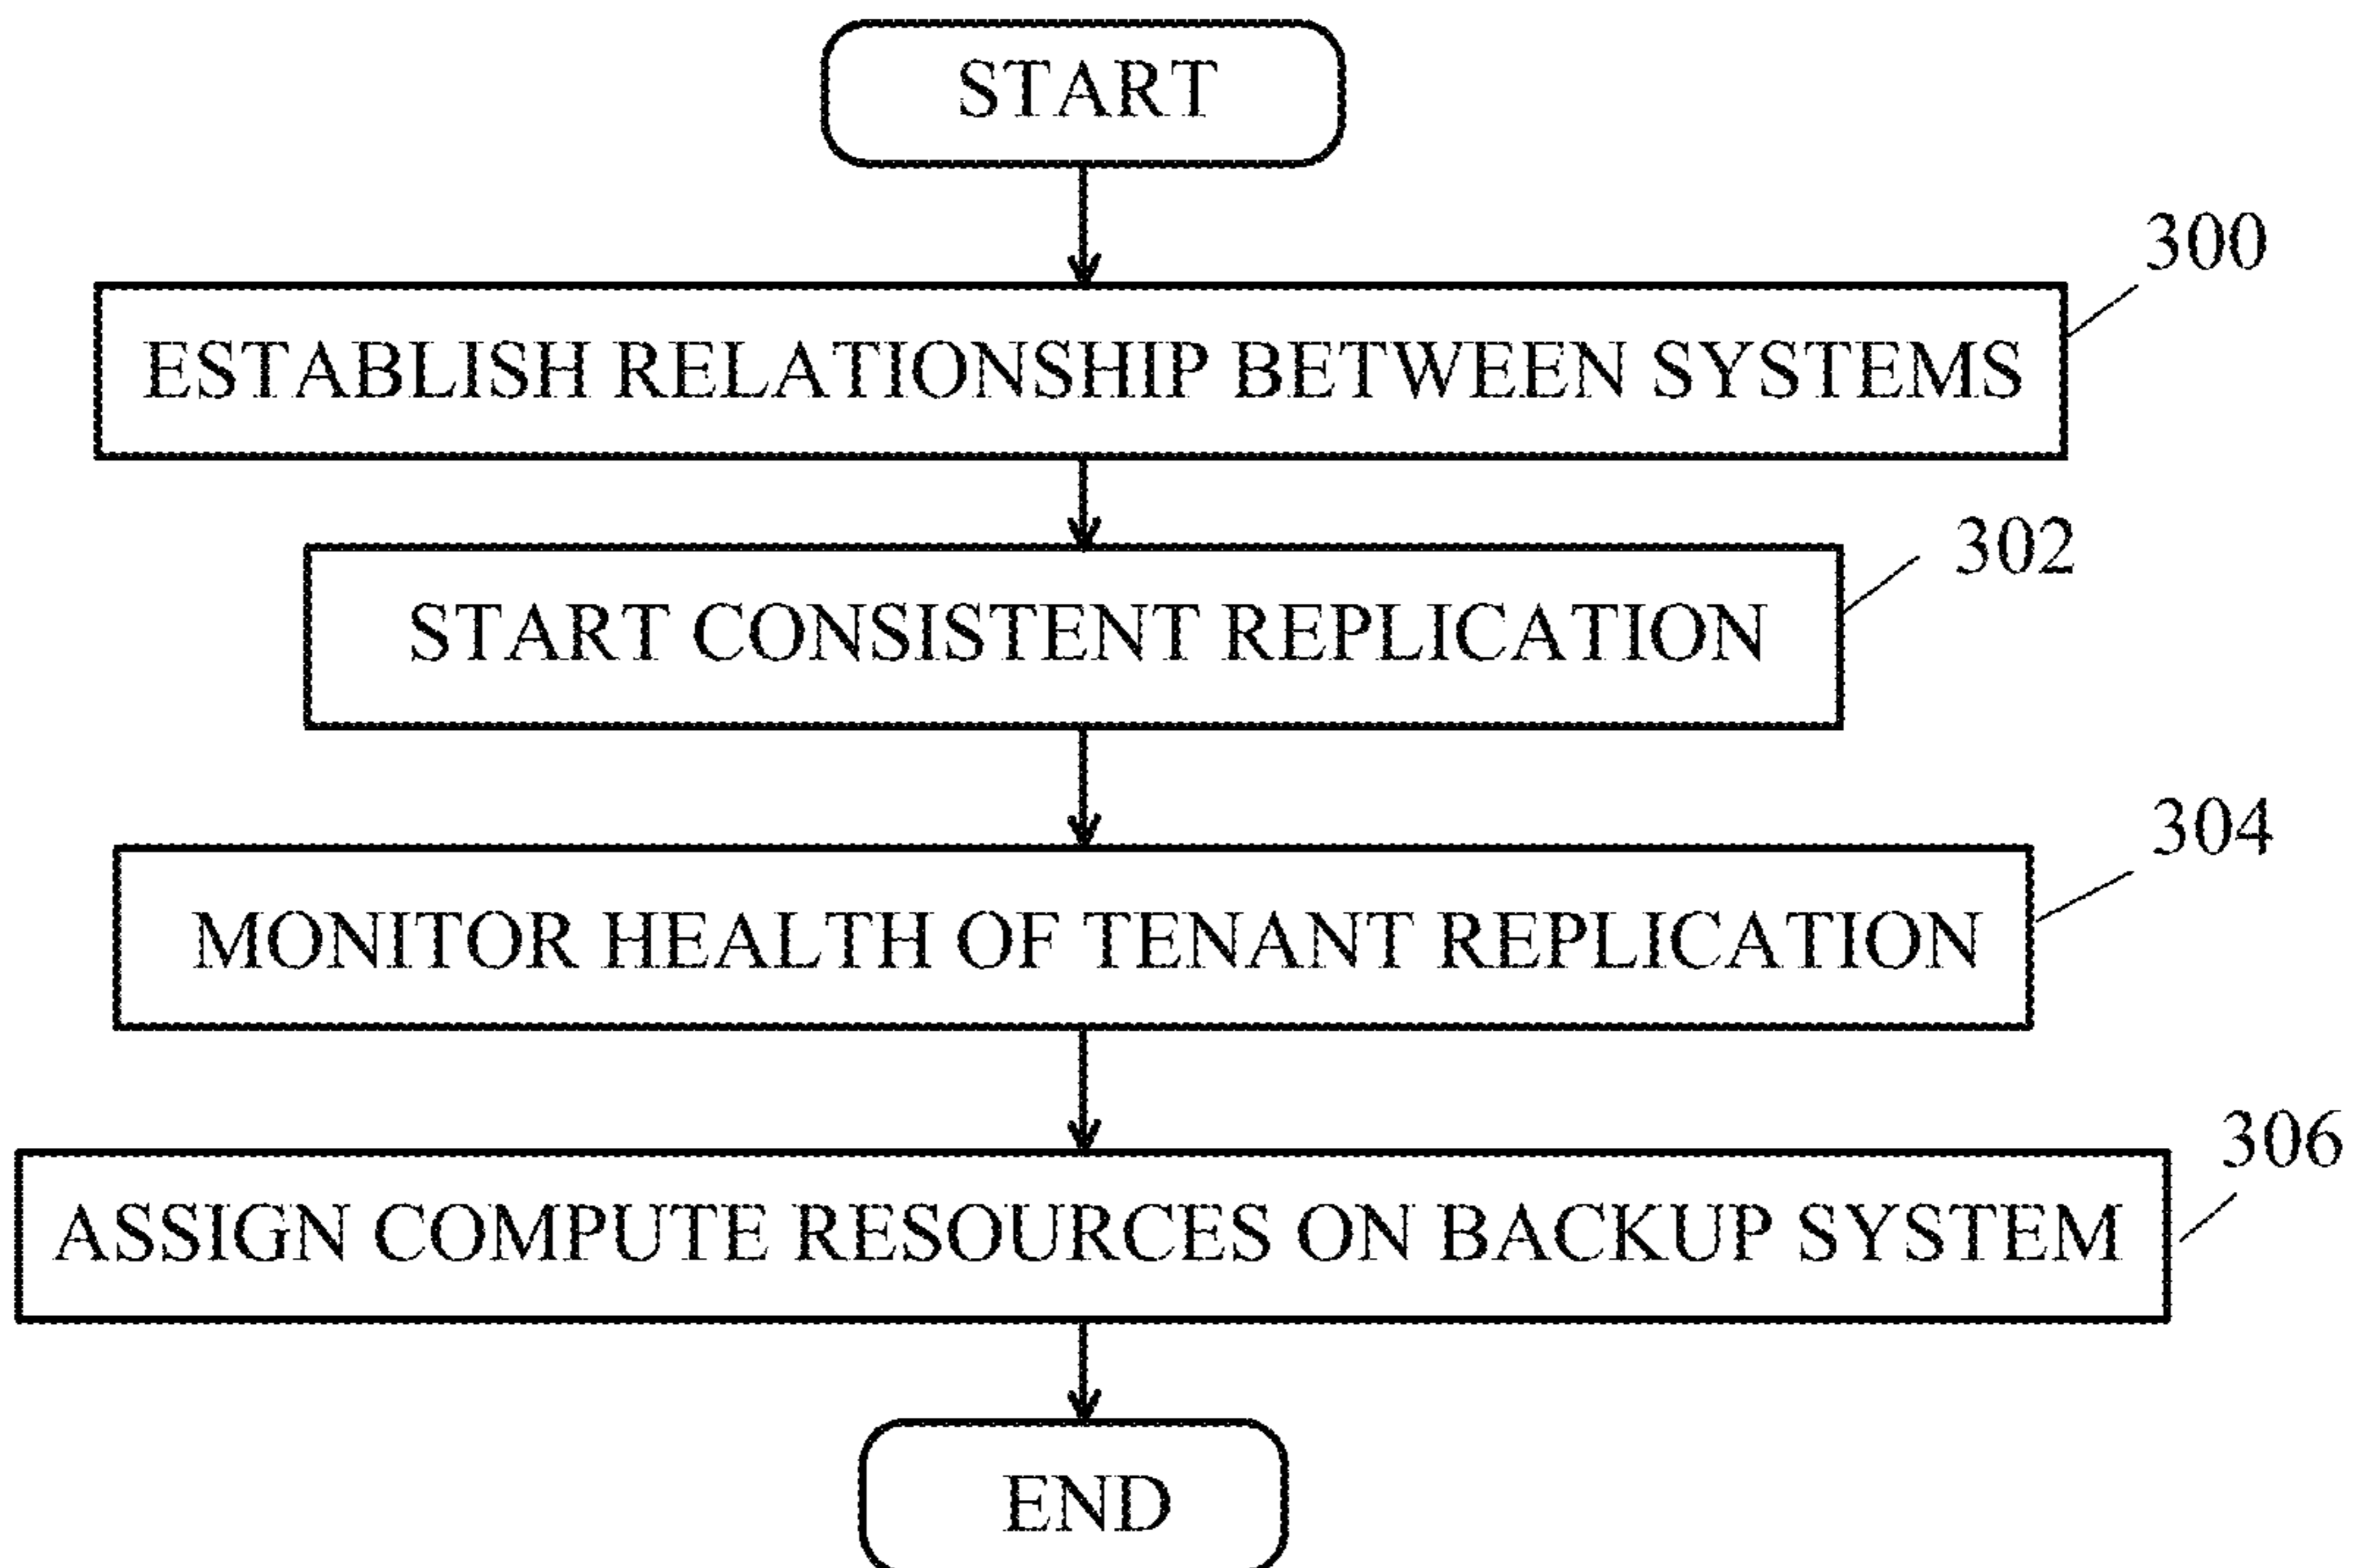 START
300
ESTABLISH RELATIONSHIP BETWEEN SYSTEMS
302
START CONSISTENT REPLICATION
304
MONITOR HEALTH OF TENANT REPLICATION
306
ASSIGN COMPUTE RESOURCES ON BACKUP SYSTEM
END